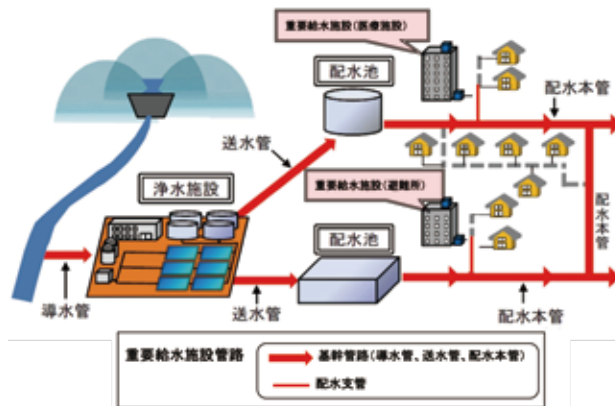 重要給水施設(医療施設)
配水池
配水本管
送水管
浄水施設
重要給水施設(避難所)
配水池
配水本管
導水管
送水管
配水本管
重要給水施設管路
基幹管路(導水管、送水管、配水本管)
配水支管